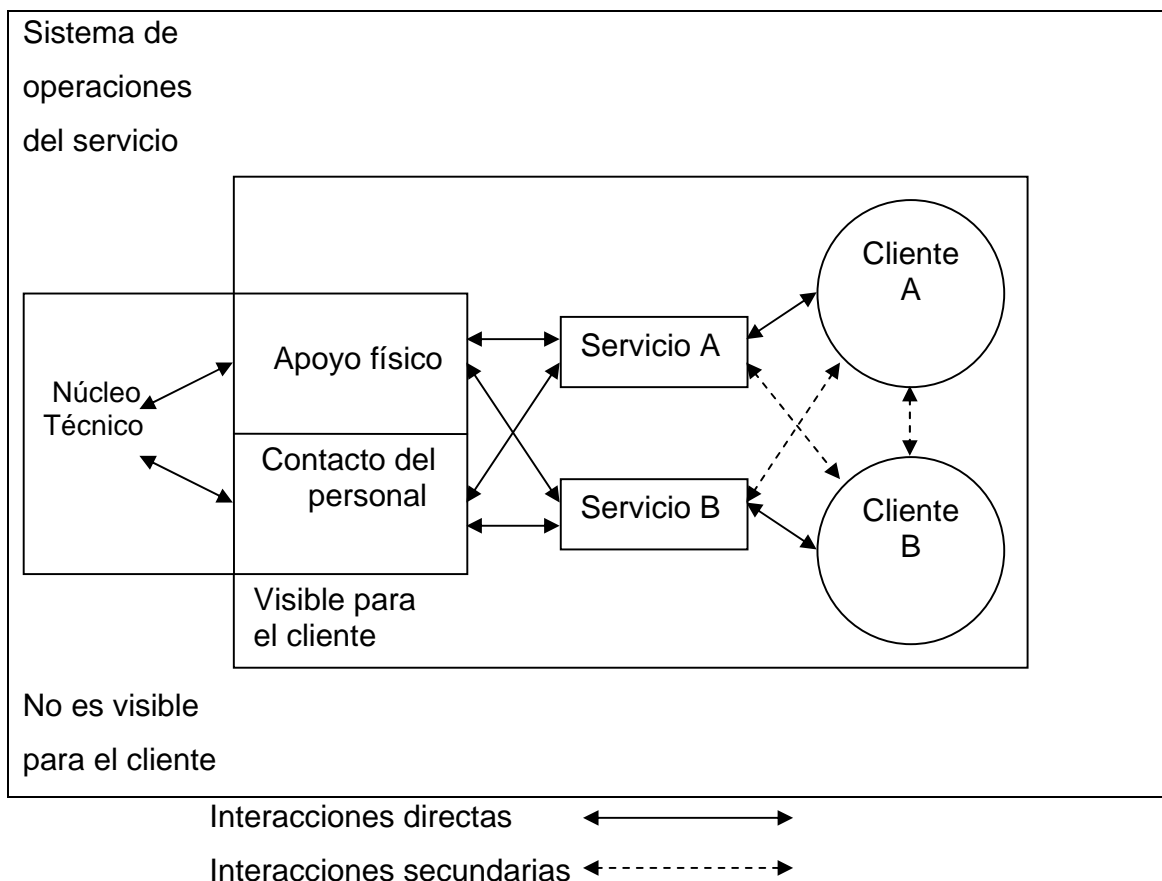 Sistema de
operaciones
del servicio
Cliente
A
Servicio A
Apoyo físico
Núcleo
Técnico
Contacto del
personal
Servicio B
Cliente
B
Visible para
el cliente
No es visible
para el cliente
Interacciones directas
Interacciones secundarias